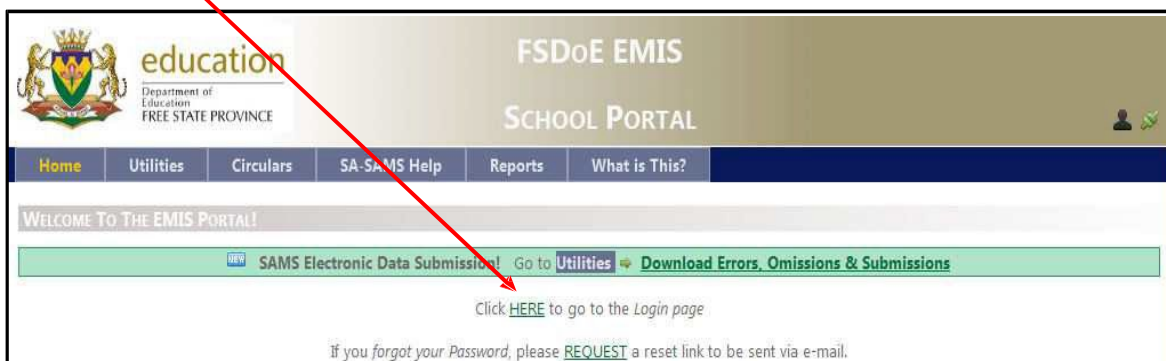 education
Department of
Education
FREE STATE PROVINCE
FSDOE EMIS
SCHOOL PORTAL
Home Utilities Circulars SA-SAMS Help Reports What is This?
WELCOME TO THE EMIS PORTAL!
NEW SAMS Electronic Data Submission! Go to Utilities Download Errors, Omissions & Submissions
Click HERE to go to the Login page
If you forgot your Password, please REQUEST a reset link to be sent via e-mail.